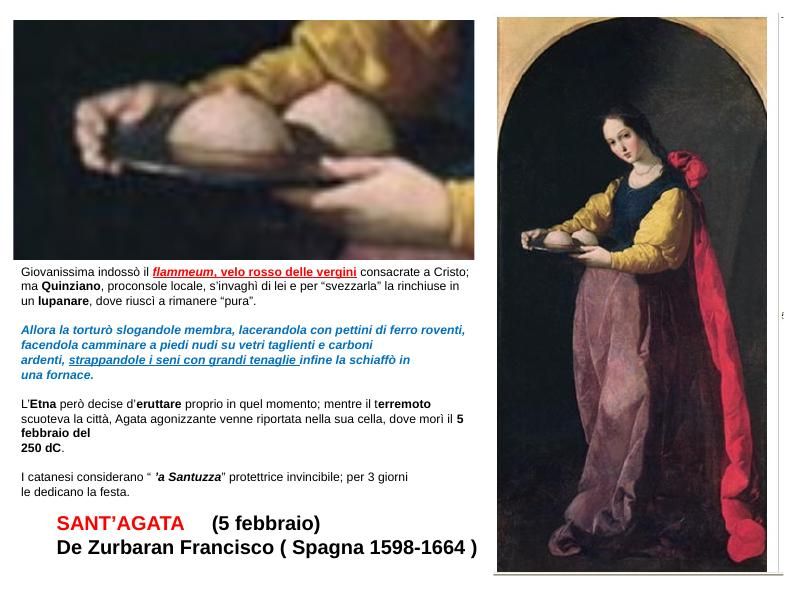 Giovanissima indossò il flammeum, velo rosso delle vergini consacrate a Cristo;
ma Quinziano, proconsole locale, s’invaghì di lei e per “svezzarla” la rinchiuse in
un lupanare, dove riuscì a rimanere “pura”.
Allora la torturò slogandole membra, lacerandola con pettini di ferro roventi,
facendola camminare a piedi nudi su vetri taglienti e carboni
ardenti, strappandole i seni con grandi tenaglie infine la schiaffò in
una fornace.
L’Etna però decise d’eruttare proprio in quel momento; mentre il terremoto
scuoteva la città, Agata agonizzante venne riportata nella sua cella, dove morì il 5
febbraio del
250 dC.
I catanesi considerano “ ’a Santuzza” protettrice invincibile; per 3 giorni
le dedicano la festa.
SANT’AGATA (5 febbraio)
De Zurbaran Francisco ( Spagna 1598-1664 )